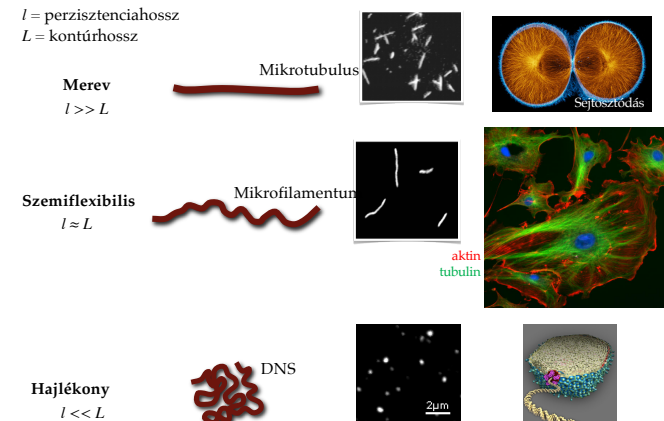 l = perzisztenciahossz
L = kontúrhossz
Mikrotubulus
Merev
l >> L
Sejtosztódás
Mikrofilamentum
Szemiflexibilis
l ≈ L
aktin
tubulin
DNS
Hajlékony
l << L
2μm